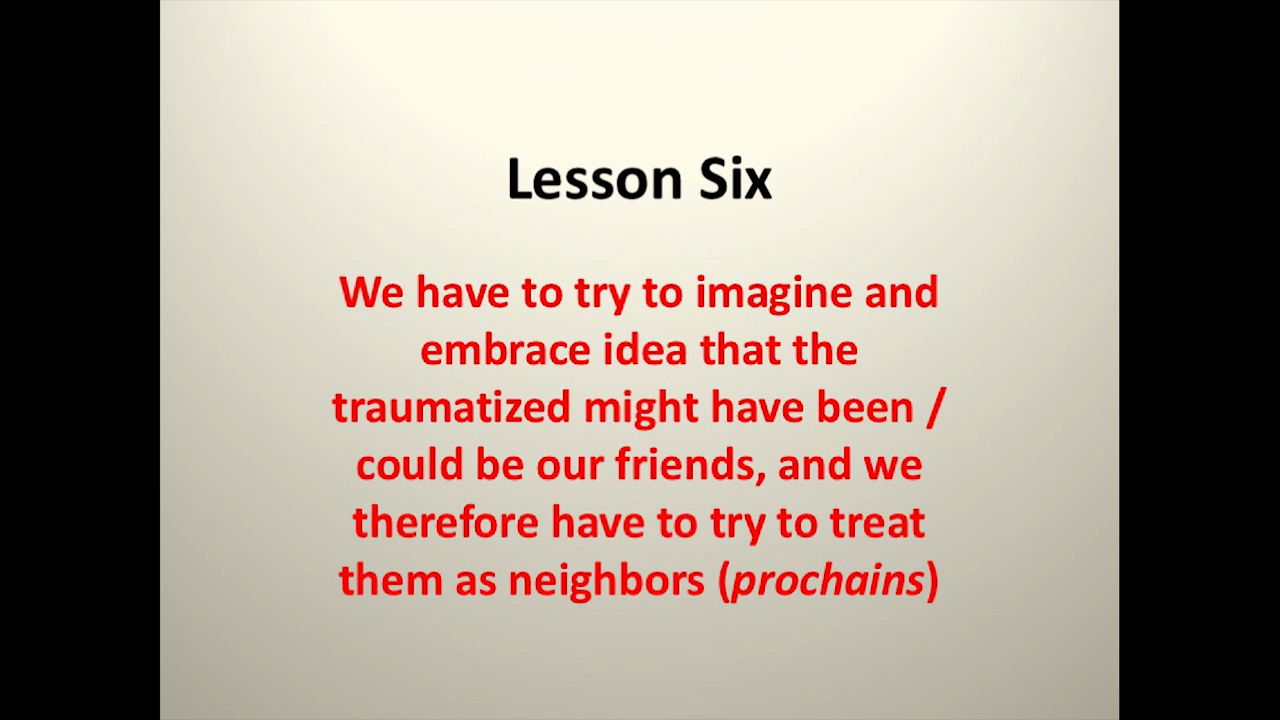 Lesson Six
We have to try to imagine and
embrace idea that the
traumatized might have been /
could be our friends, and we
therefore have to try to treat
them as neighbors (prochains)